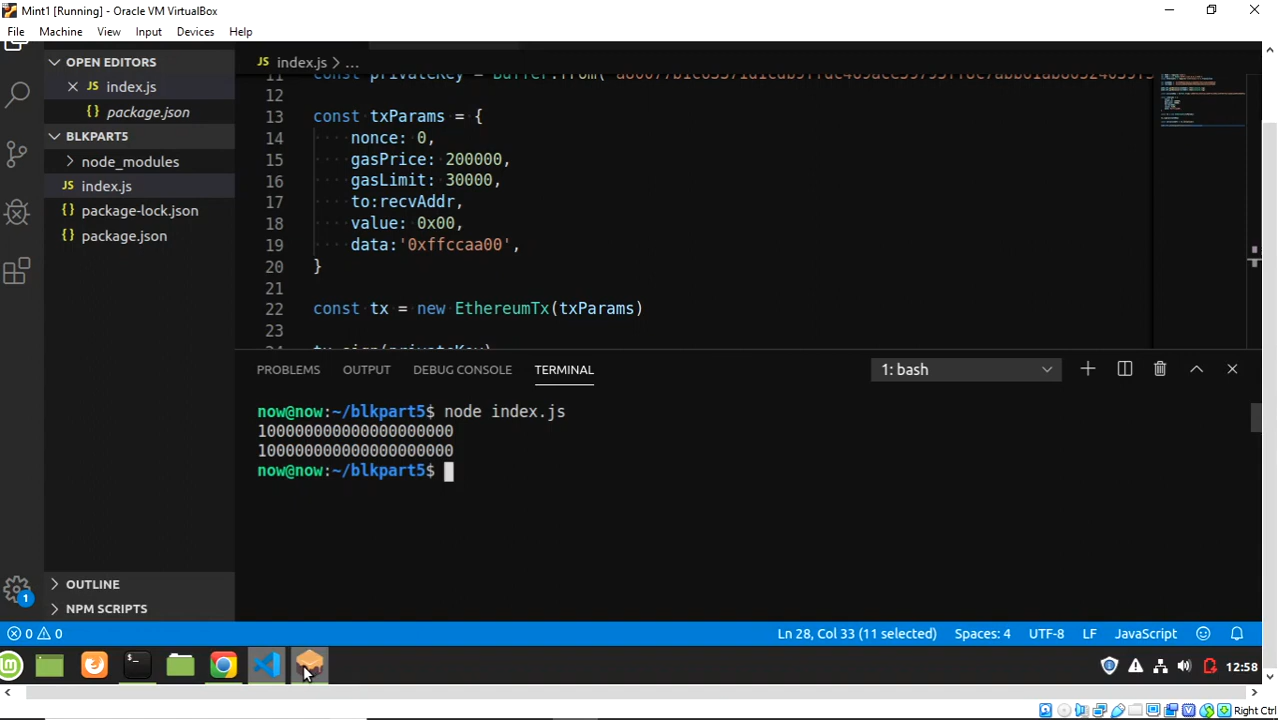 Mint1 [Running] - Oracle VM VirtualBox
File Machine View Input Devices Help
OPEN EDITORS
index.js
package.json
BLKPART5
node_modules
JS index.js
{} package-lock.json
{} package.json
OUTLINE
NPM SCRIPTS
JS index.js > ...
12
13 const txParams = {
14 nonce: 0,
15 gasPrice: 200000,
16 gasLimit: 30000,
17 to:recvAddr,
18 value: 0x00,
19 data:'0xffccaa00',
20 }
21
22 const tx = new EthereumTx(txParams)
23
PROBLEMS OUTPUT DEBUG CONSOLE TERMINAL 1: bash
now@now:~/blkpart5$ node index.js
100000000000000000000
100000000000000000000
now@now:~/blkpart5$
0 0 Ln 28, Col 33 (11 selected) Spaces: 4 UTF-8 LF JavaScript
1
12:58
Right Ctrl